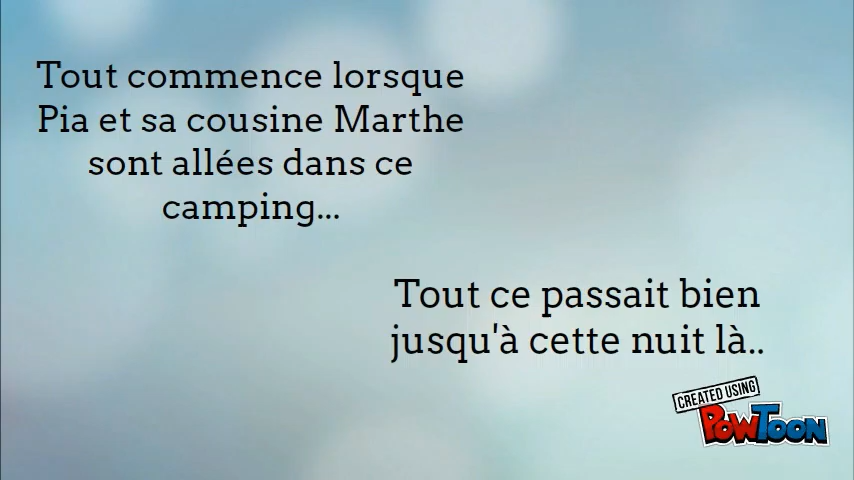 Tout commence lorsque
Pia et sa cousine Marthe
sont allées dans ce
camping...
Tout ce passait bien
jusqu'à cette nuit là..
CREATED USING
POWTOON